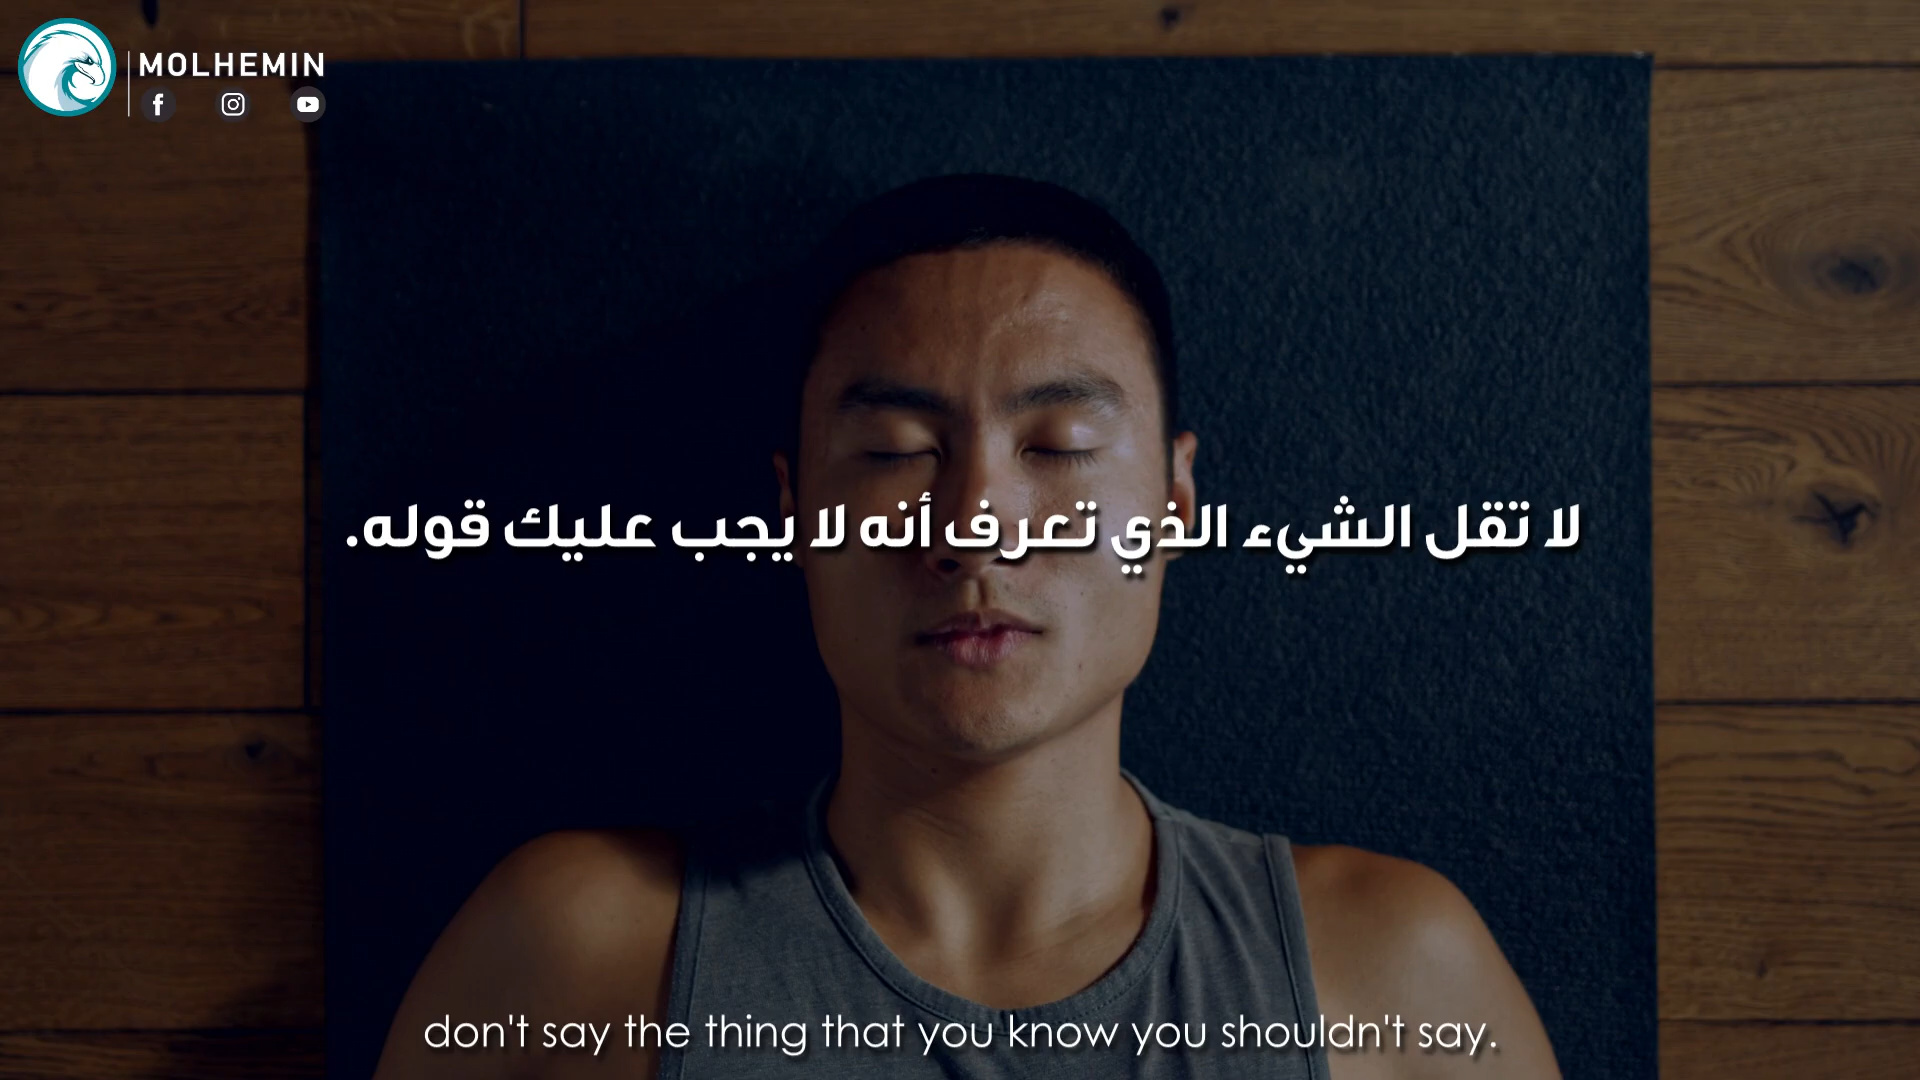 MOLHEMIN
لا تقل الشيء الذي تعرف أنه لا يجب عليك قوله.
don't say the thing that you know you shouldn't say.